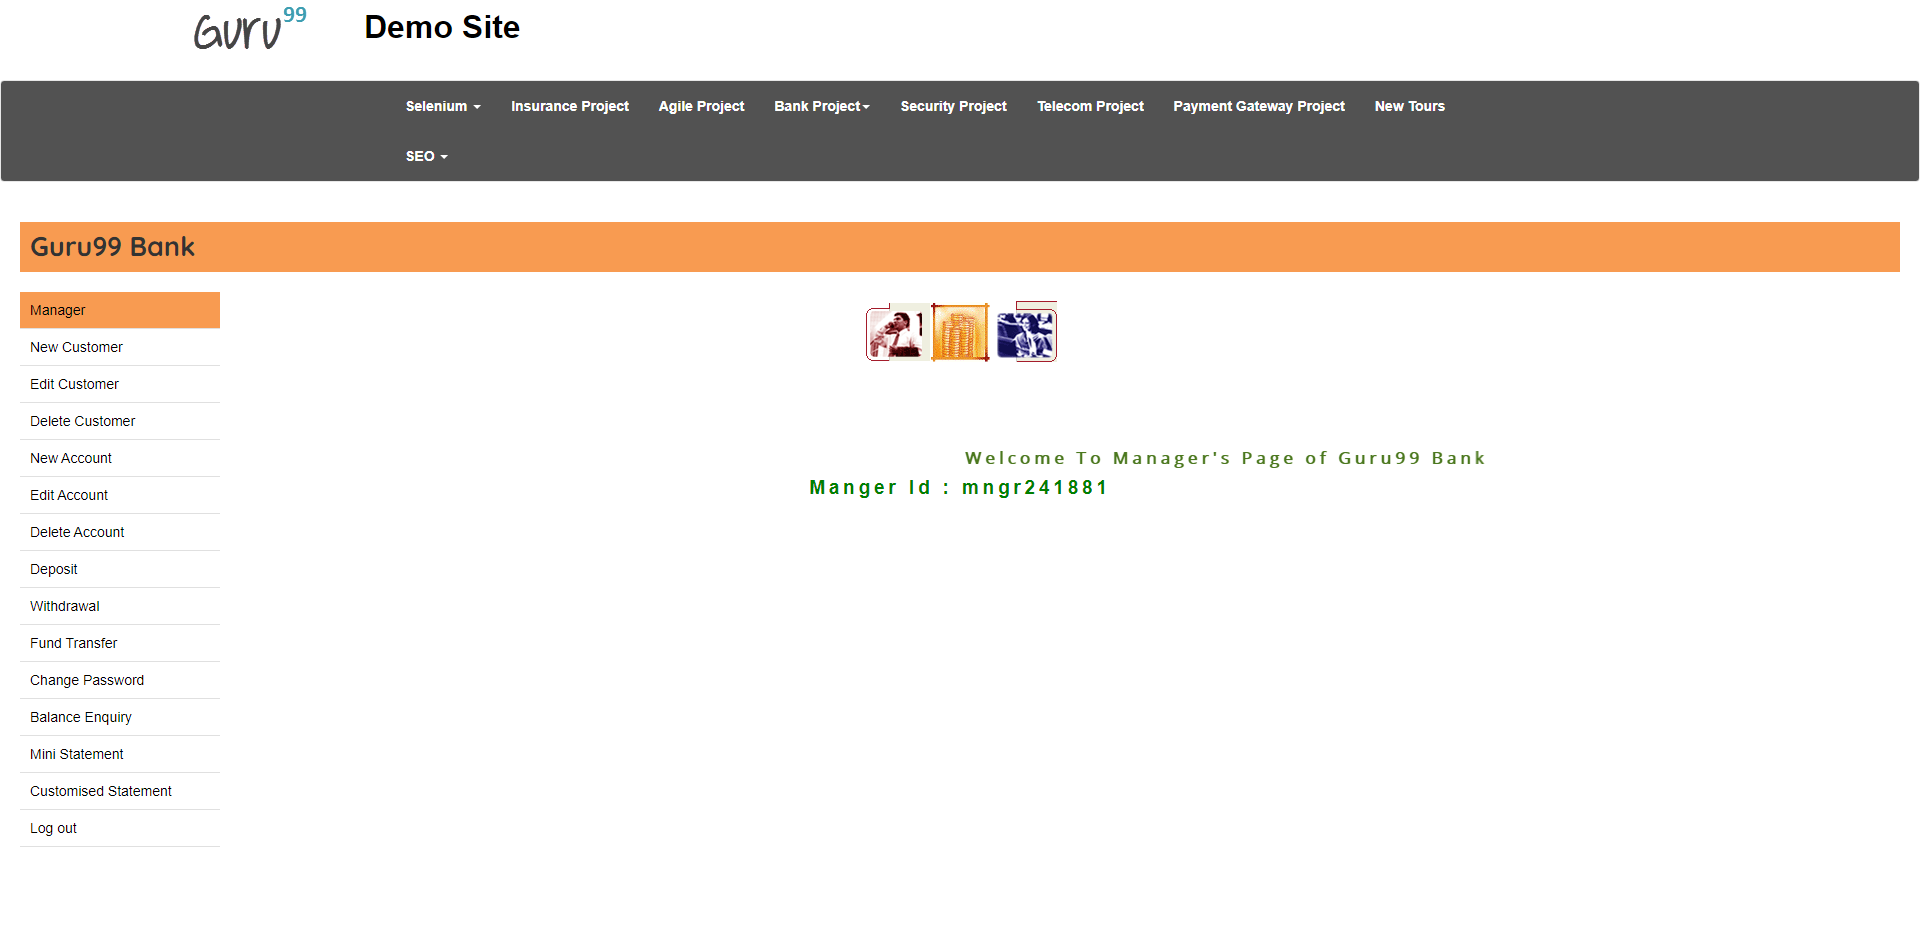 Guru99
Demo Site
Selenium Insurance Project Agile Project Bank Project Security Project Telecom Project Payment Gateway Project New Tours
SEO
Guru99 Bank
Manager
New Customer
Edit Customer
Delete Customer
New Account
Edit Account
Delete Account
Deposit
Withdrawal
Fund Transfer
Change Password
Balance Enquiry
Mini Statement
Customised Statement
Log out
Welcome To Manager's Page of Guru99 Bank
Manger Id : mngr241881